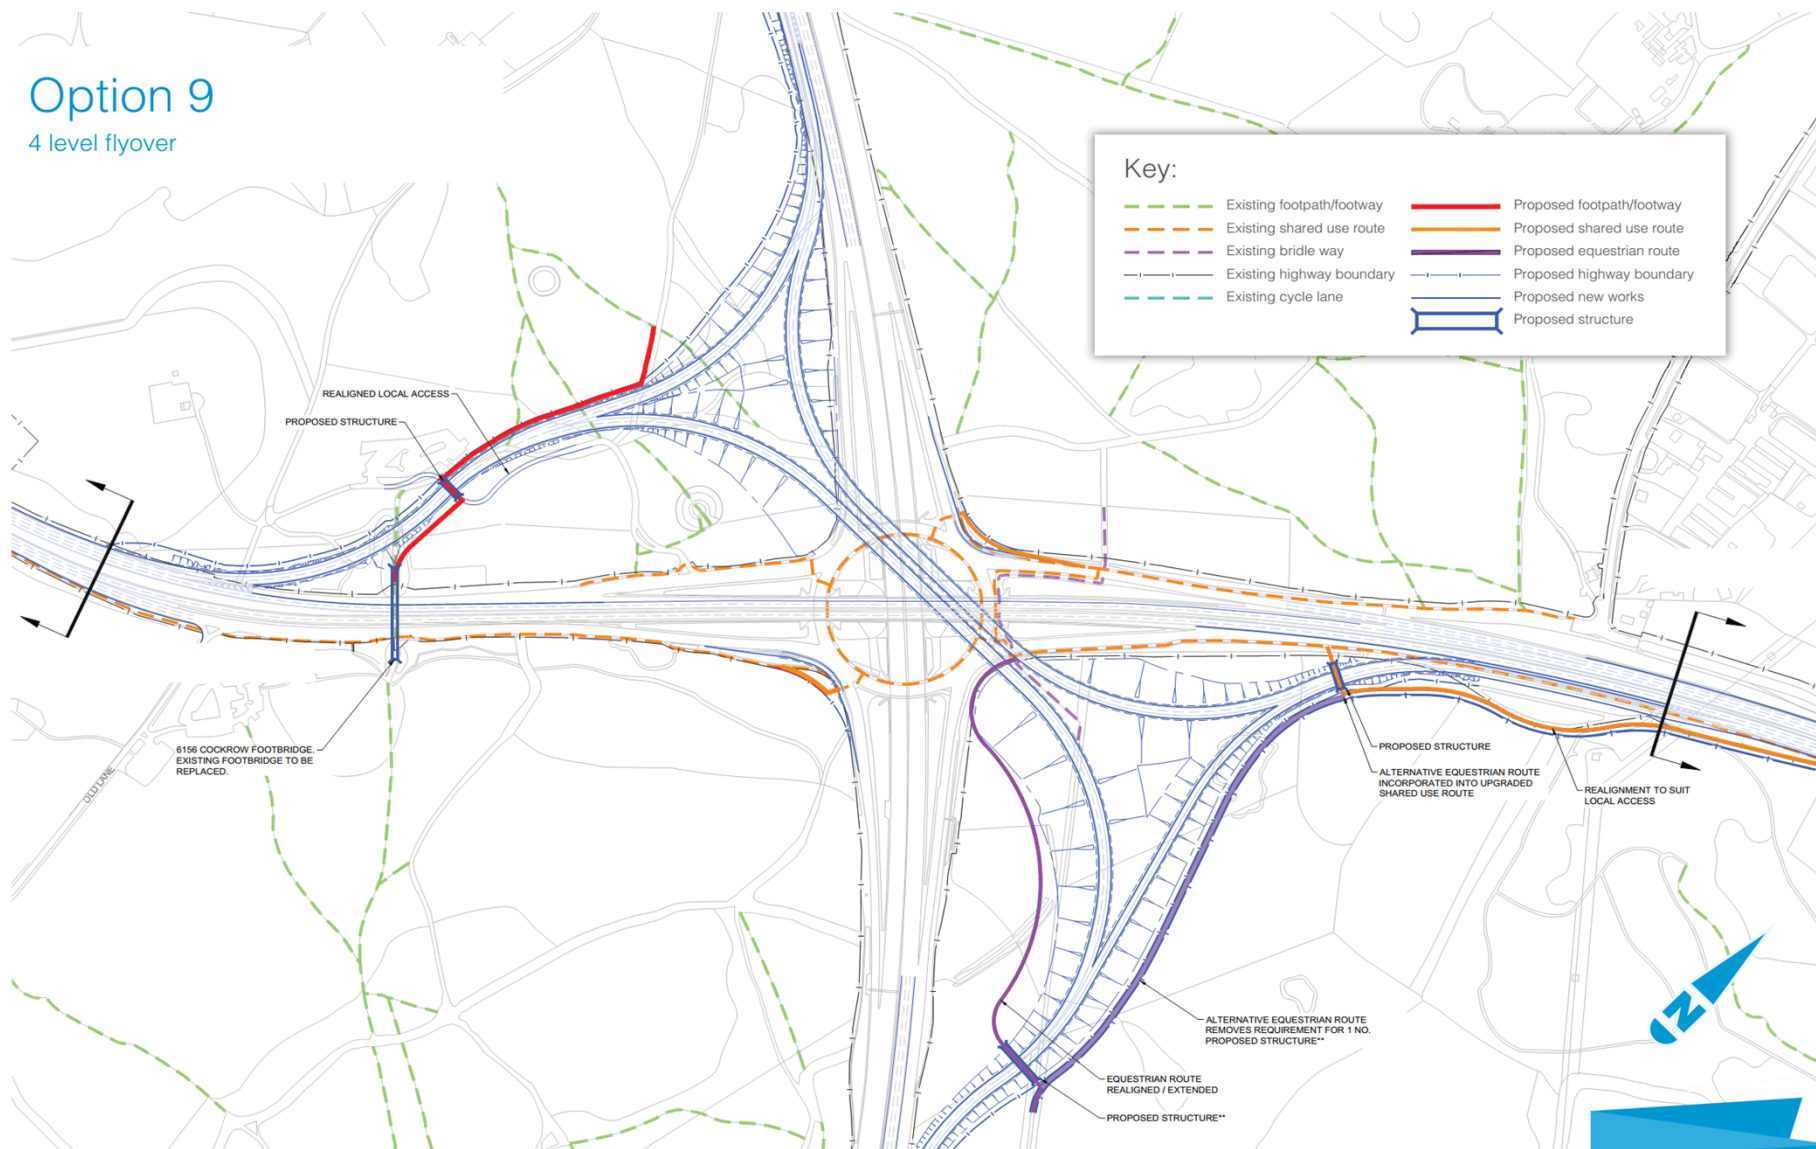 Option 9
4 level flyover
Key:
Existing footpath/footway
Existing shared use route
Existing bridle way
Existing highway boundary
Existing cycle lane
Proposed footpath/footway
Proposed shared use route
Proposed equestrian route
Proposed highway boundary
Proposed new works
Proposed structure
REALIGNED LOCAL ACCESS
PROPOSED STRUCTURE
6156 COCKROW FOOTBRIDGE.
EXISTING FOOTBRIDGE TO BE
REPLACED.
OLD LANE
PROPOSED STRUCTURE
ALTERNATIVE EQUESTRIAN ROUTE
INCORPORATED INTO UPGRADED
SHARED USE ROUTE
REALIGNMENT TO SUIT
LOCAL ACCESS
ALTERNATIVE EQUESTRIAN ROUTE
REMOVES REQUIREMENT FOR 1 NO.
PROPOSED STRUCTURE**
EQUESTRIAN ROUTE
REALIGNED / EXTENDED
PROPOSED STRUCTURE**
N